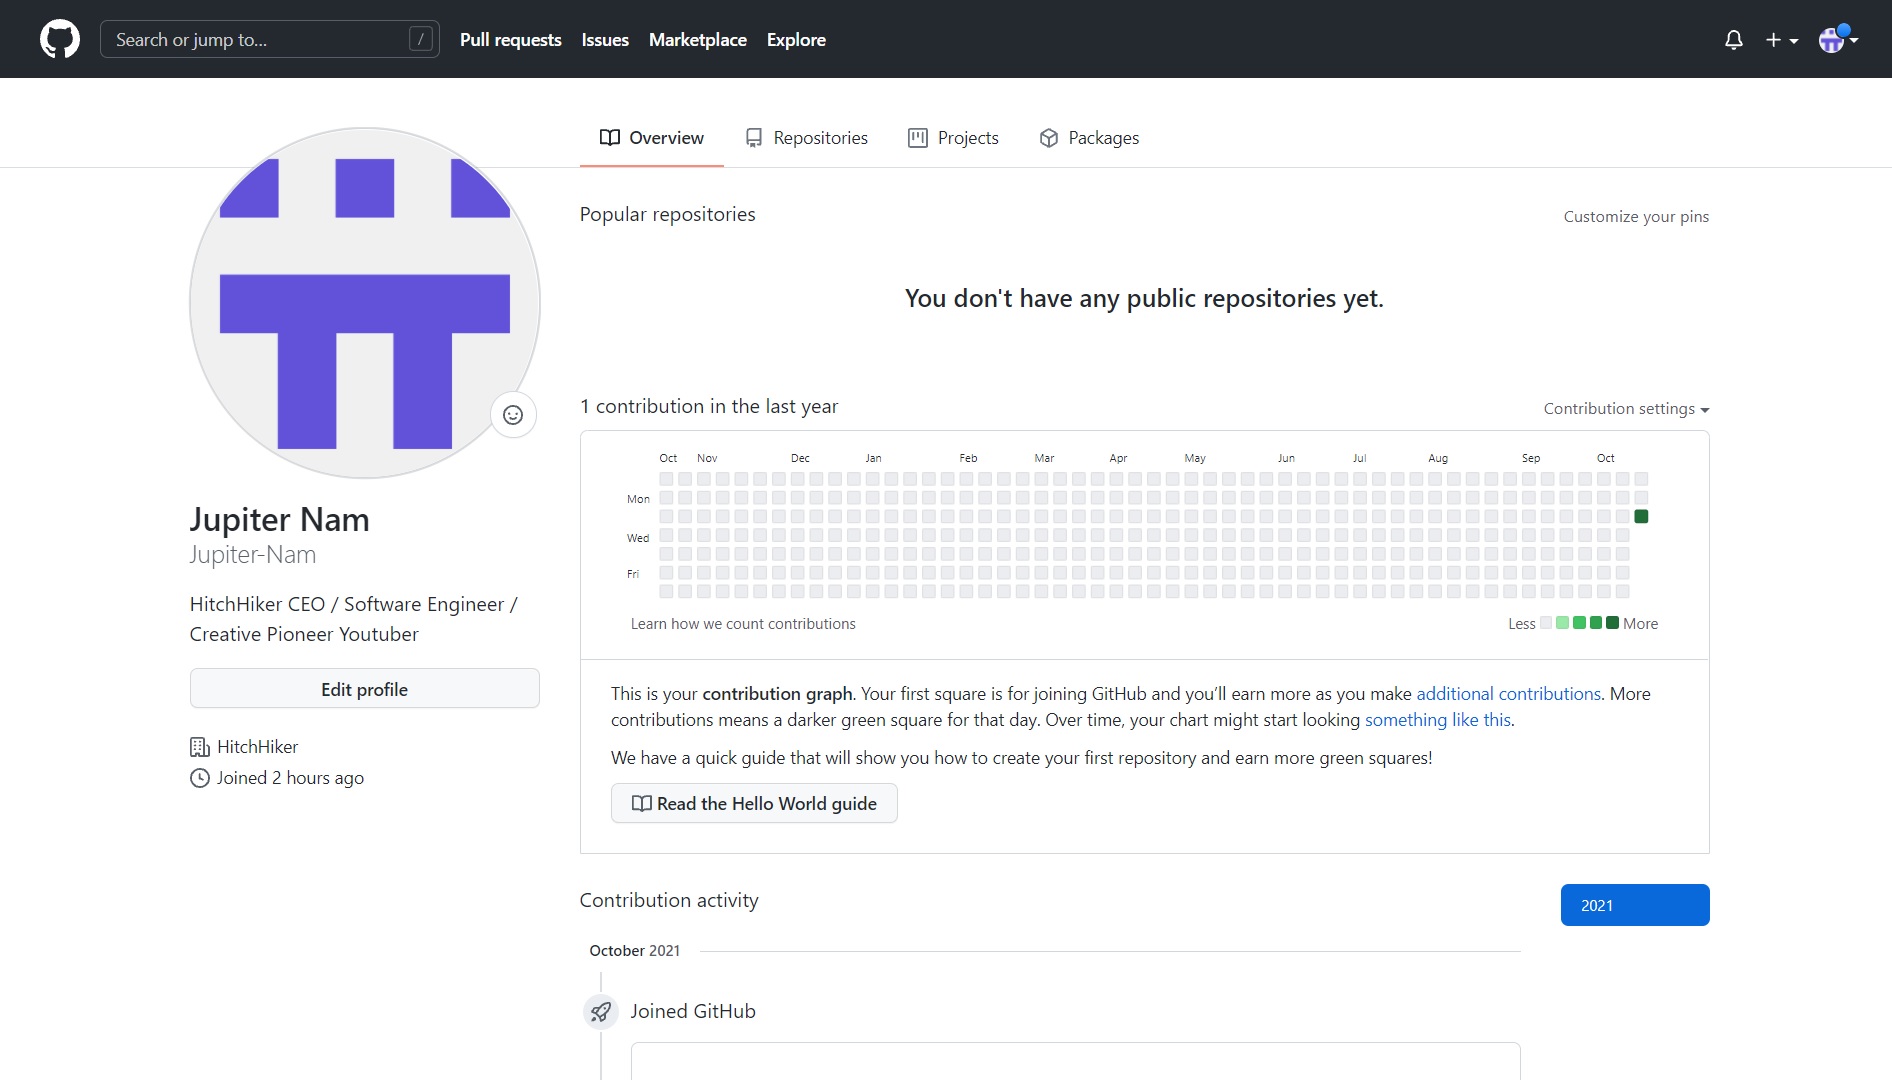 Search or jump to...
/
Pull requests
Issues
Marketplace
Explore
Overview
Repositories
Projects
Packages
Jupiter Nam
Jupiter-Nam
HitchHiker CEO / Software Engineer /
Creative Pioneer Youtuber
Edit profile
HitchHiker
Joined 2 hours ago
Popular repositories
Customize your pins
You don't have any public repositories yet.
1 contribution in the last year
Contribution settings
Oct Nov Dec Jan Feb Mar Apr May Jun Jul Aug Sep Oct
Mon
Wed
Fri
Learn how we count contributions
Less
More
This is your contribution graph. Your first square is for joining GitHub and you’ll earn more as you make additional contributions. More
contributions means a darker green square for that day. Over time, your chart might start looking something like this.
We have a quick guide that will show you how to create your first repository and earn more green squares!
Read the Hello World guide
Contribution activity
2021
October 2021
Joined GitHub